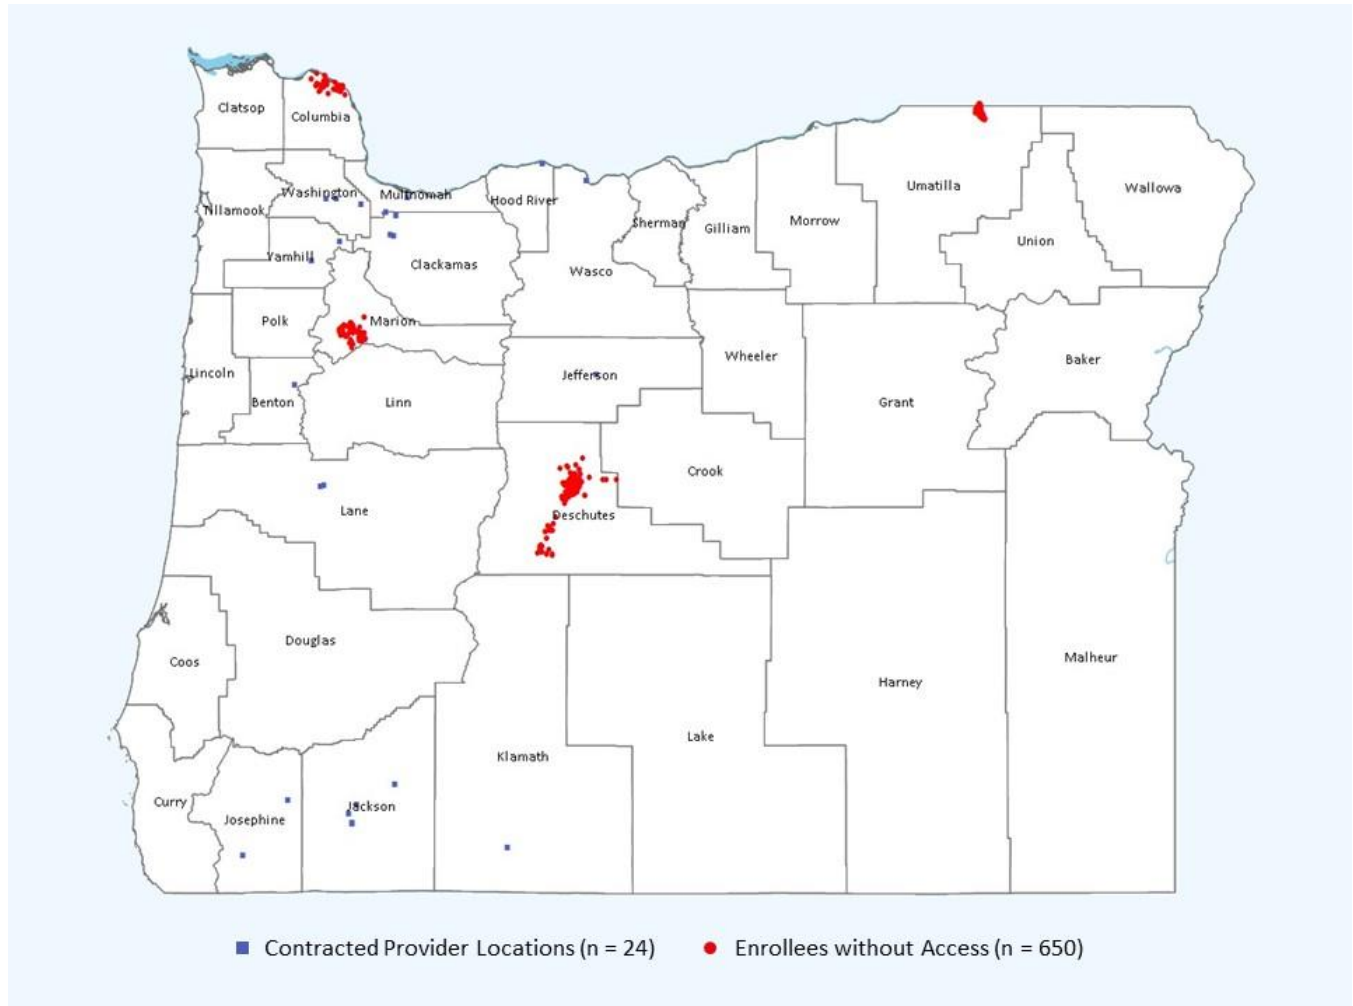 Clatsop
Columbia
Washington
Multnomah
Hood River
Tillamook
Sherman
Gilliam
Morrow
Umatilla
Wallowa
Union
Yamhill
Clackamas
Wasco
Polk
Marion
Wheeler
Baker
Lincoln
Jefferson
Benton
Linn
Grant
Crook
Lane
Deschutes
Douglas
Coos
Malheur
Harney
Lake
Klamath
Curry
Josephine
Jackson
Contracted Provider Locations (n = 24)
Enrollees without Access (n = 650)